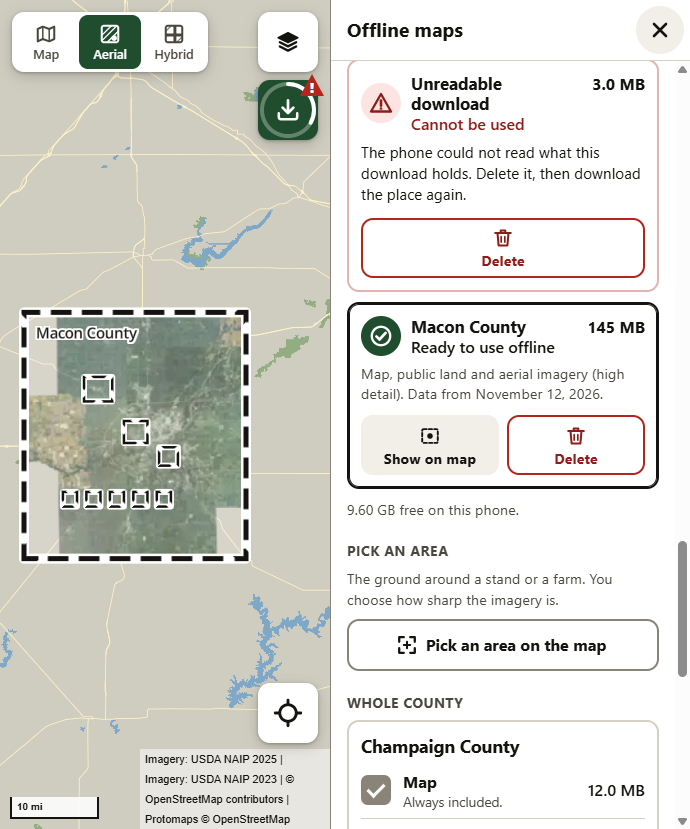 Map
Aerial
Hybrid
Macon County
10 mi
Imagery: USDA NAIP 2025 |
Imagery: USDA NAIP 2023 | ©
OpenStreetMap contributors |
Protomaps © OpenStreetMap
Offline maps
Unreadable
download
3.0 MB
Cannot be used
The phone could not read what this
download holds. Delete it, then download
the place again.
Delete
Macon County
145 MB
Ready to use offline
Map, public land and aerial imagery (high
detail). Data from November 12, 2026.
Show on map
Delete
9.60 GB free on this phone.
PICK AN AREA
The ground around a stand or a farm. You
choose how sharp the imagery is.
Pick an area on the map
WHOLE COUNTY
Champaign County
Map
12.0 MB
Always included.